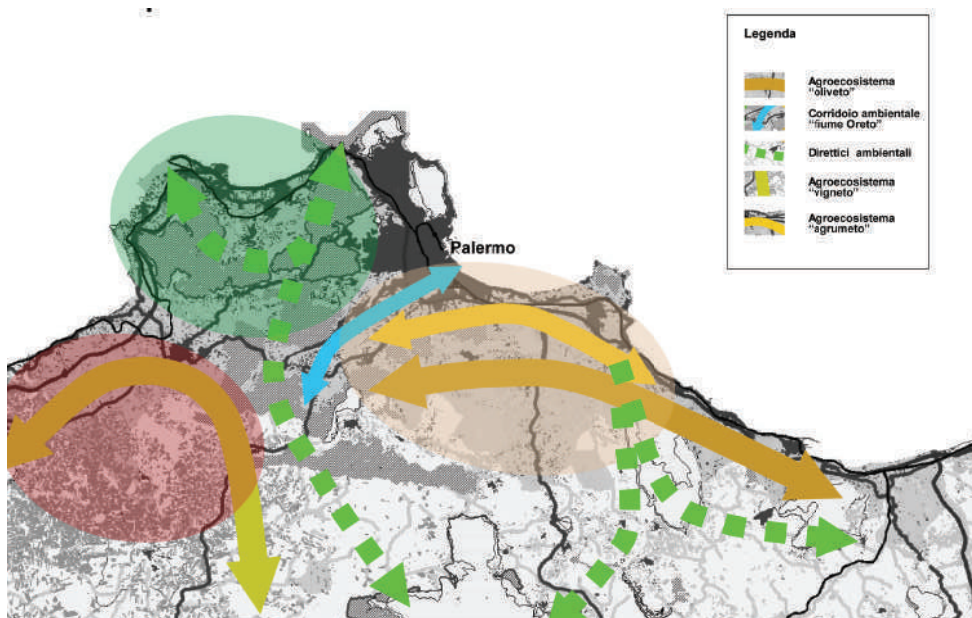 Legenda
Agroecosistema
"oliveto"
Corridoio ambientale
"fiume Oreto"
Direttici ambientali
Agroecosistema
"vigneto"
Agroecosistema
"agrumeto"
Palermo